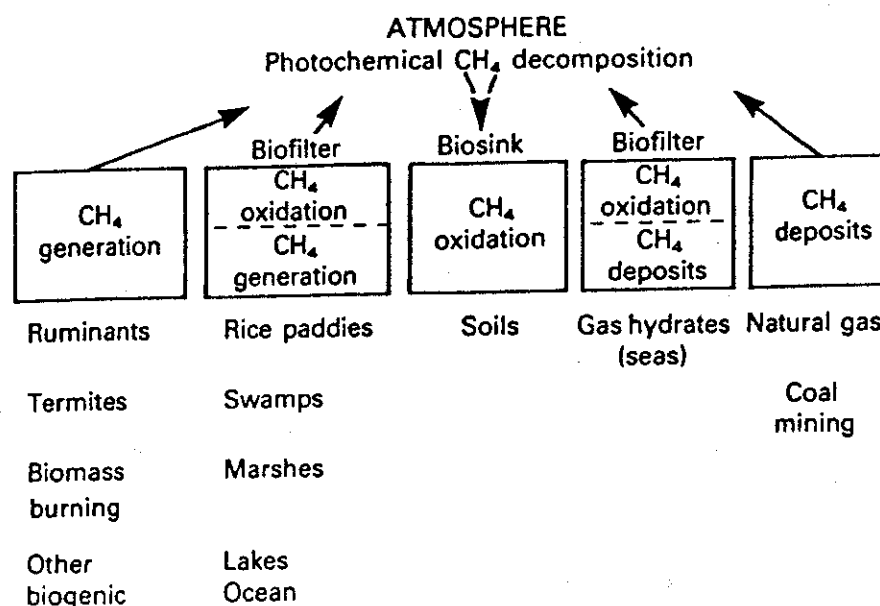 ATMOSPHERE
Photochemical CH₄ decomposition
Biofilter
Biosink
Biofilter
CH₄
generation
CH₄
oxidation
CH₄
generation
CH₄
oxidation
CH₄
oxidation
CH₄
deposits
CH₄
deposits
Ruminants
Termites
Biomass
burning
Other
biogenic
Rice paddies
Swamps
Marshes
Lakes
Ocean
Soils
Gas hydrates
(seas)
Natural gas
Coal
mining